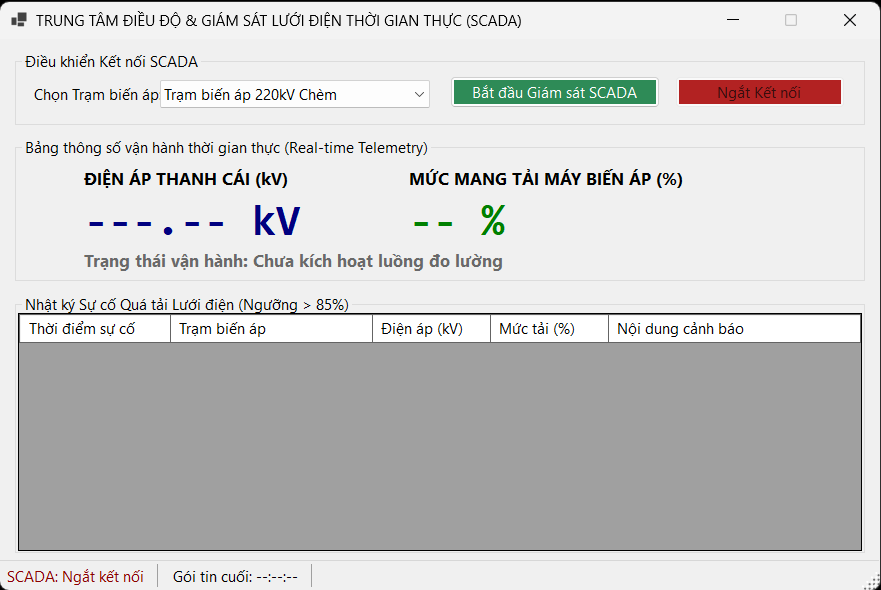 TRUNG TÂM ĐIỀU ĐỘ & GIÁM SÁT LƯỚI ĐIỆN THỜI GIAN THỰC (SCADA)
Điều khiển Kết nối SCADA
Chọn Trạm biến áp Trạm biến áp 220kV Chèm Bắt đầu Giám sát SCADA Ngắt Kết nối
Bảng thông số vận hành thời gian thực (Real-time Telemetry)
ĐIỆN ÁP THANH CÁI (kV) MỨC MANG TẢI MÁY BIẾN ÁP (%)
---.-- kV -- %
Trạng thái vận hành: Chưa kích hoạt luồng đo lường
Nhật ký Sự cố Quá tải Lưới điện (Ngưỡng > 85%)
Thời điểm sự cố Trạm biến áp Điện áp (kV) Mức tải (%) Nội dung cảnh báo
SCADA: Ngắt kết nối Gói tin cuối: --:--:--